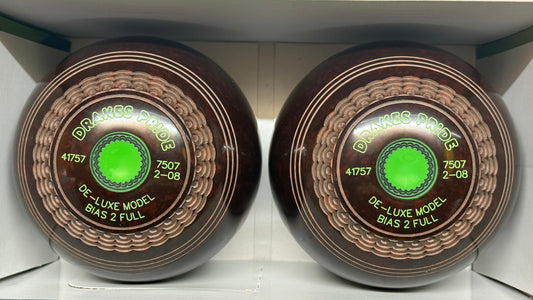 DRAKES PRIDE
41757 7507
2-08
DE-LUXE MODEL
BIAS 2 FULL
DRAKES PRIDE
41757 7507
2-08
DE-LUXE MODEL
BIAS 2 FULL